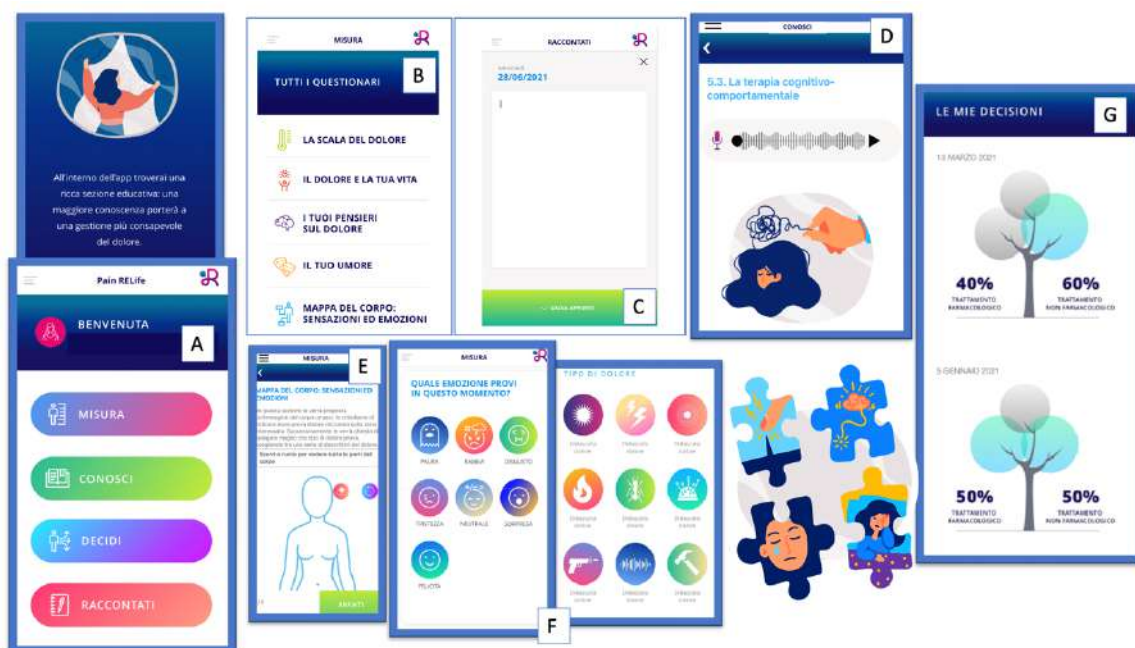 All'interno dell'app troverai una
ricca sezione educativa: una
maggiore conoscenza porterà a
una gestione più consapevole
del dolore.
Pain RELife
R
BENVENUTA
A
MISURA
CONOSCI
DECIDI
RACCONTATI
MISURA
R
B
TUTTI I QUESTIONARI
LA SCALA DEL DOLORE
IL DOLORE E LA TUA VITA
I TUOI PENSIERI
SUL DOLORE
IL TUO UMORE
MAPPA DEL CORPO:
SENSAZIONI ED EMOZIONI
RACCONTATI
R
28/06/2021
C
CONOSCI
D
5.3. La terapia cognitivo-
comportamentale
MISURA
E
MAPPA DEL CORPO: SENSAZIONI ED
EMOZIONI
AVANTI
MISURA
R
QUALE EMOZIONE PROVI
IN QUESTO MOMENTO?
PAURA
RABBIA
DISGUSTO
TRISTEZZA
NEUTRALE
SORPRESA
FELICITÀ
F
TIPO DI DOLORE
LE MIE DECISIONI
G
13 MARZO 2021
40%
60%
TRATTAMENTO
FARMACOLOGICO
TRATTAMENTO
NON FARMACOLOGICO
5 GENNAIO 2021
50%
50%
TRATTAMENTO
FARMACOLOGICO
TRATTAMENTO
NON FARMACOLOGICO